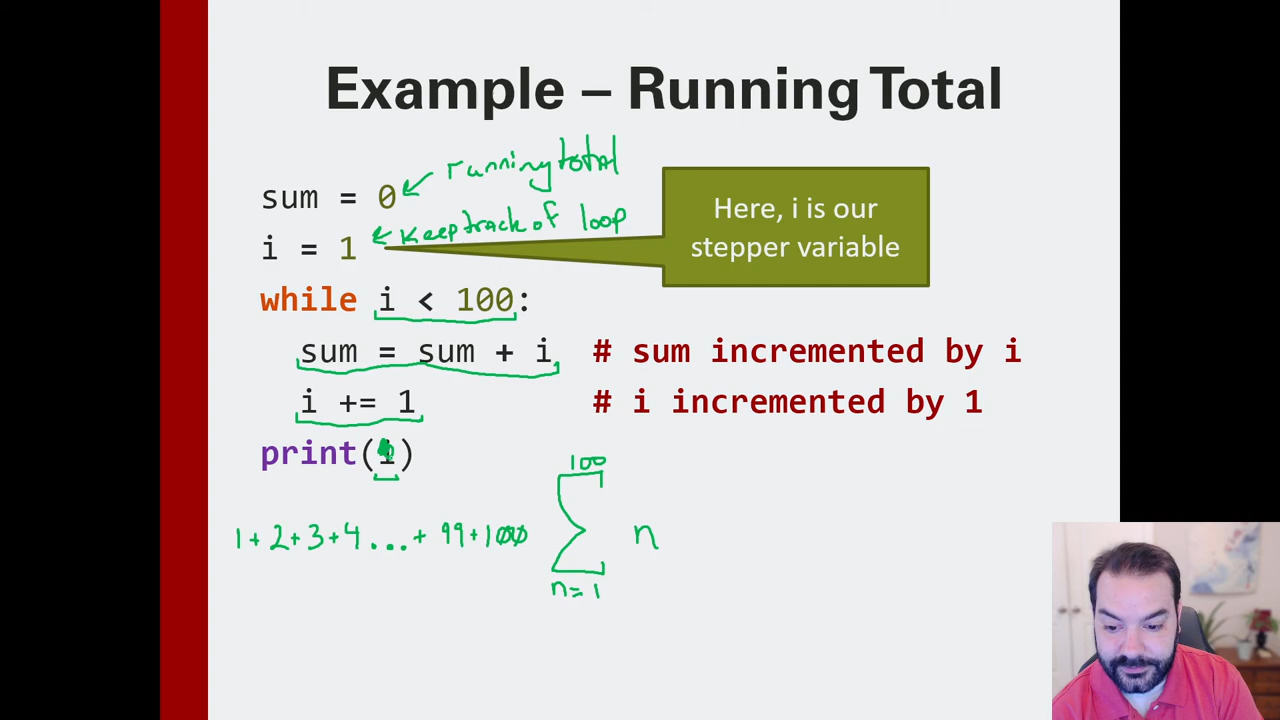 Example – Running Total
sum = 0
running total
i = 1
keep track of loop
Here, i is our
stepper variable
while i < 100:
sum = sum + i # sum incremented by i
i += 1 # i incremented by 1
print(i)
1+2+3+4...+ 99+100
100
Σ n
n=1